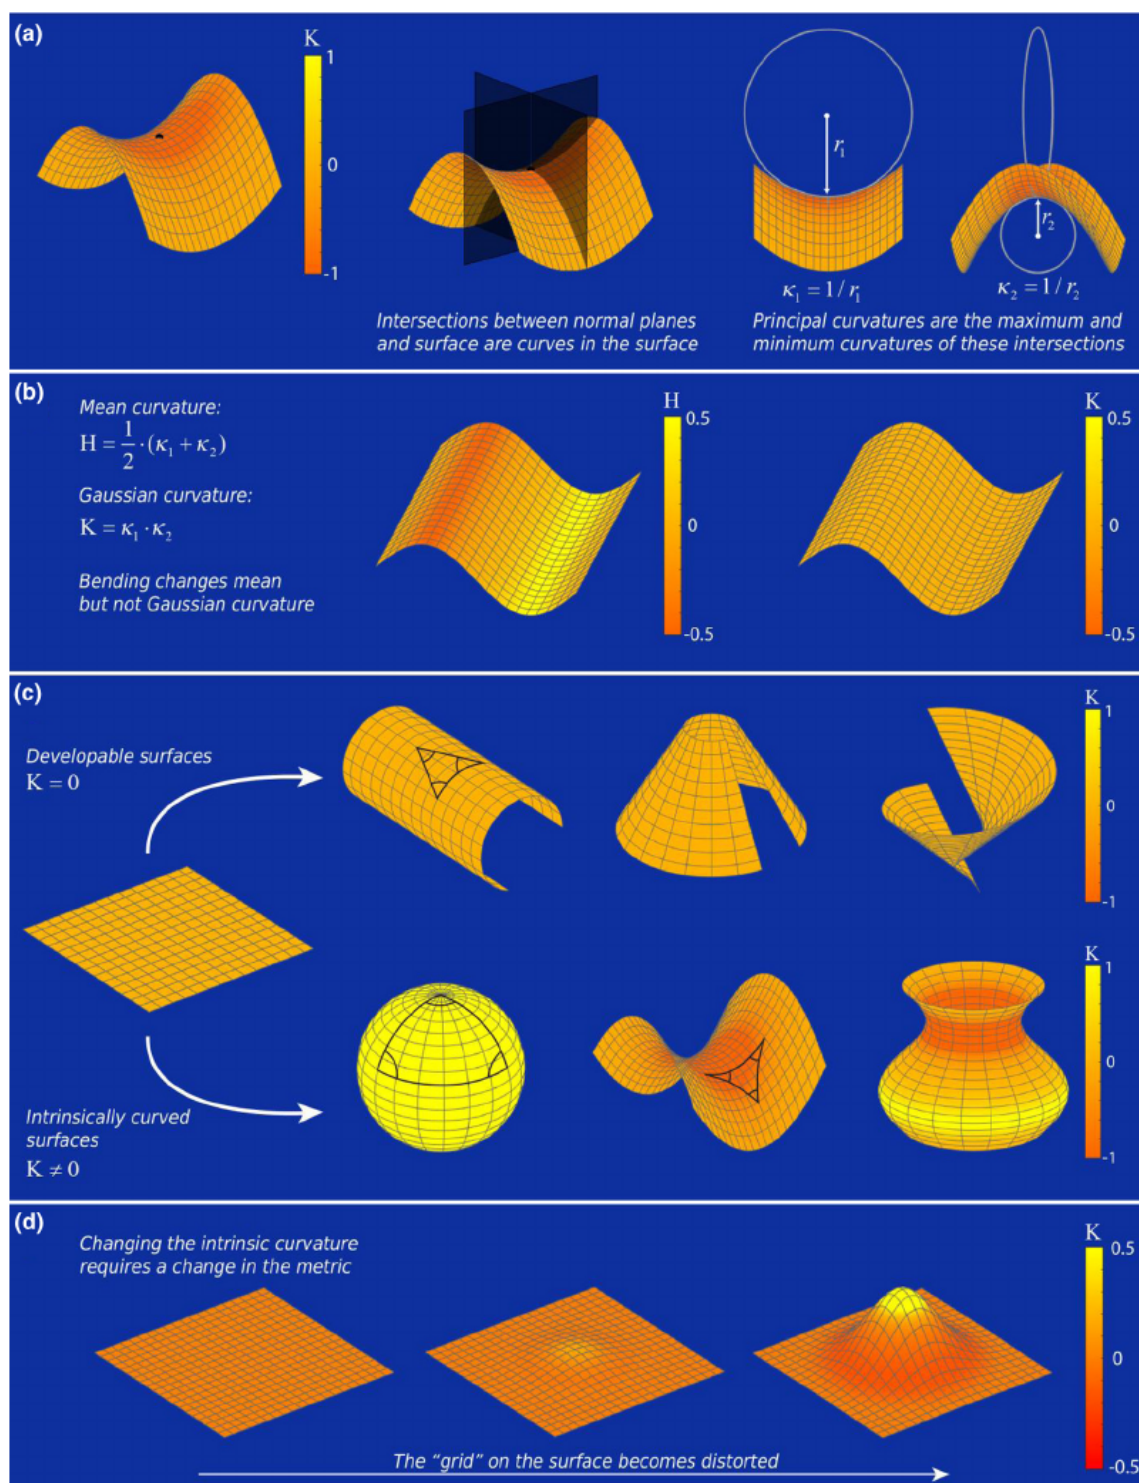 (a)
K
1
0
-1
Intersections between normal planes
and surface are curves in the surface
r₁
κ₁ = 1/r₁
r₂
κ₂ = 1/r₂
Principal curvatures are the maximum and
minimum curvatures of these intersections
(b)
Mean curvature:
H = 1/2 · (κ₁ + κ₂)
Gaussian curvature:
K = κ₁ · κ₂
Bending changes mean
but not Gaussian curvature
H
0.5
0
-0.5
K
0.5
0
-0.5
(c)
Developable surfaces
K = 0
K
1
0
-1
Intrinsically curved
surfaces
K ≠ 0
K
1
0
-1
(d)
Changing the intrinsic curvature
requires a change in the metric
K
0.5
0
-0.5
The “grid” on the surface becomes distorted